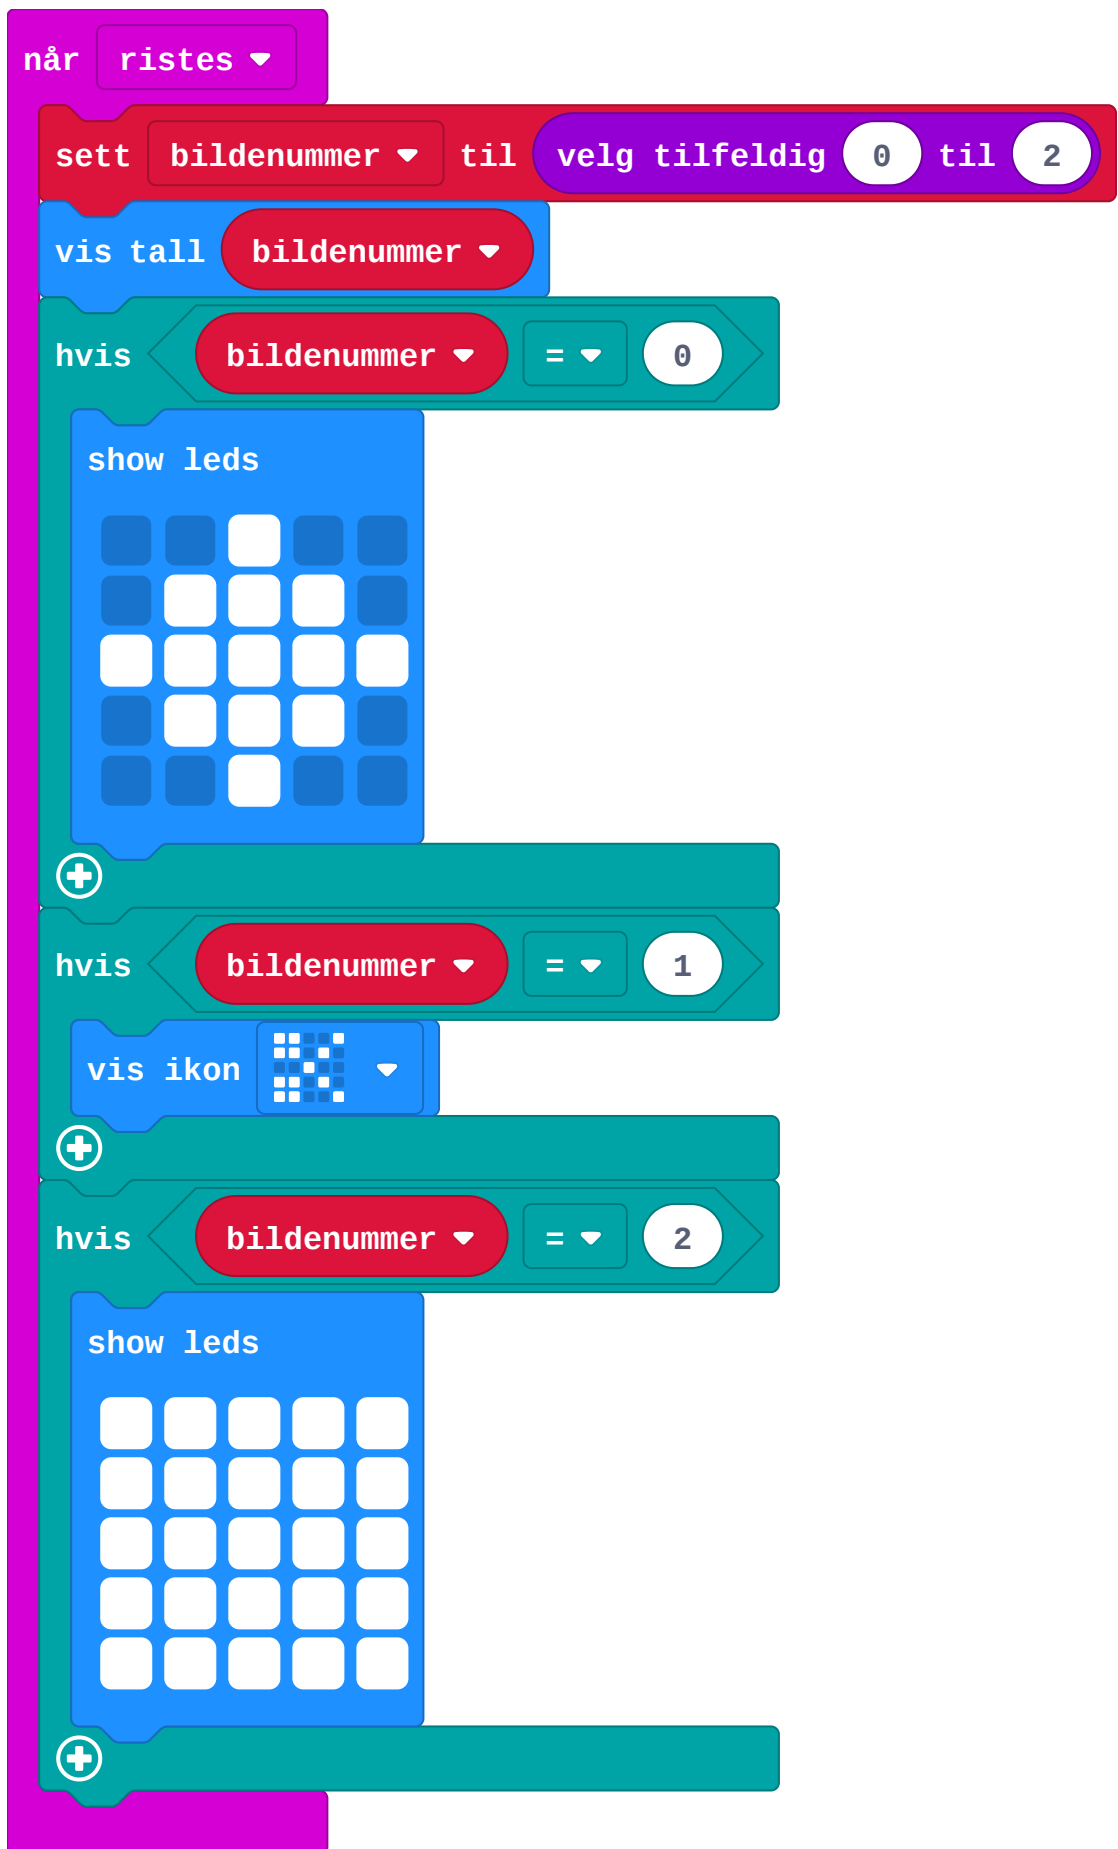 når ristes
sett bildenummer til velg tilfeldig 0 til 2
vis tall bildenummer
hvis bildenummer = 0
show leds
hvis bildenummer = 1
vis ikon
hvis bildenummer = 2
show leds